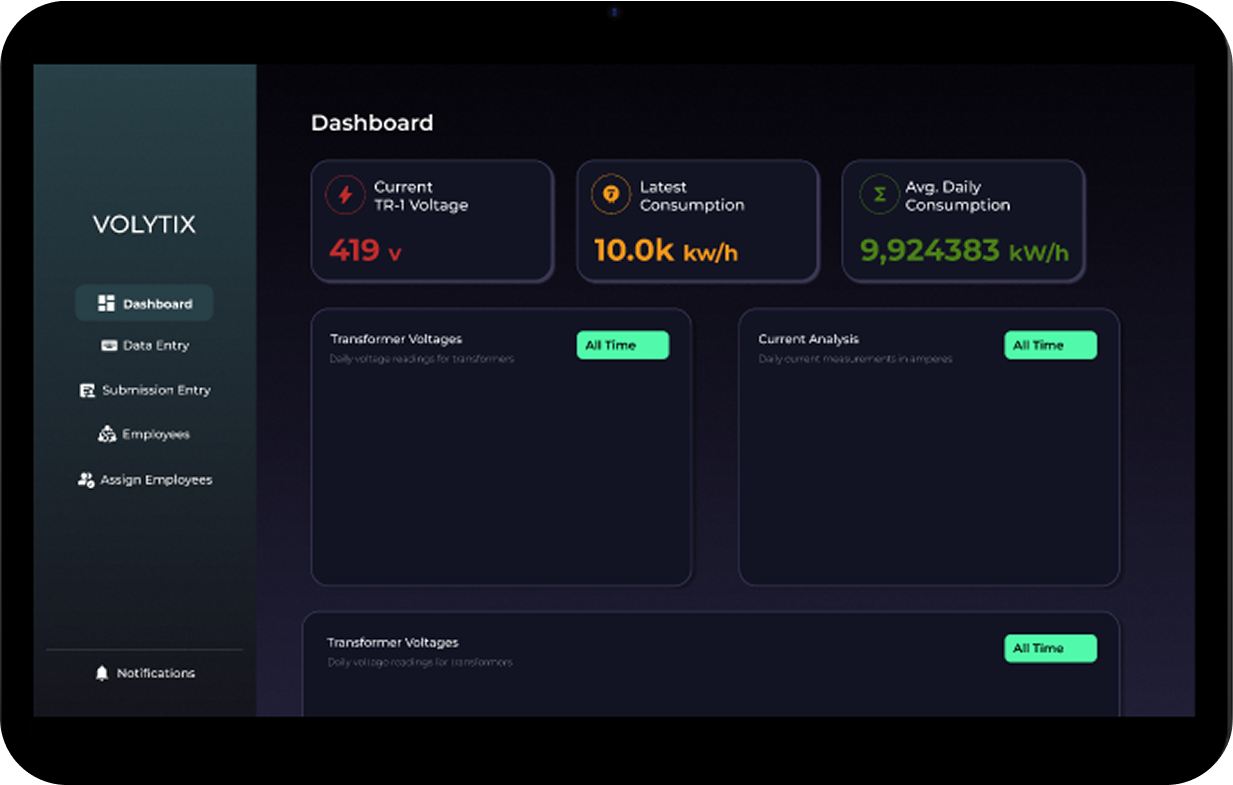 VOLYTIX
Dashboard
Data Entry
Submission Entry
Employees
Assign Employees
Notifications
Dashboard
Current
TR-1 Voltage
419 v
Latest
Consumption
10.0k kw/h
Avg. Daily
Consumption
9,924383 kW/h
Transformer Voltages
Daily voltage readings for transformers
All Time
Current Analysis
Daily current measurements in amperes
All Time
Transformer Voltages
Daily voltage readings for transformers
All Time